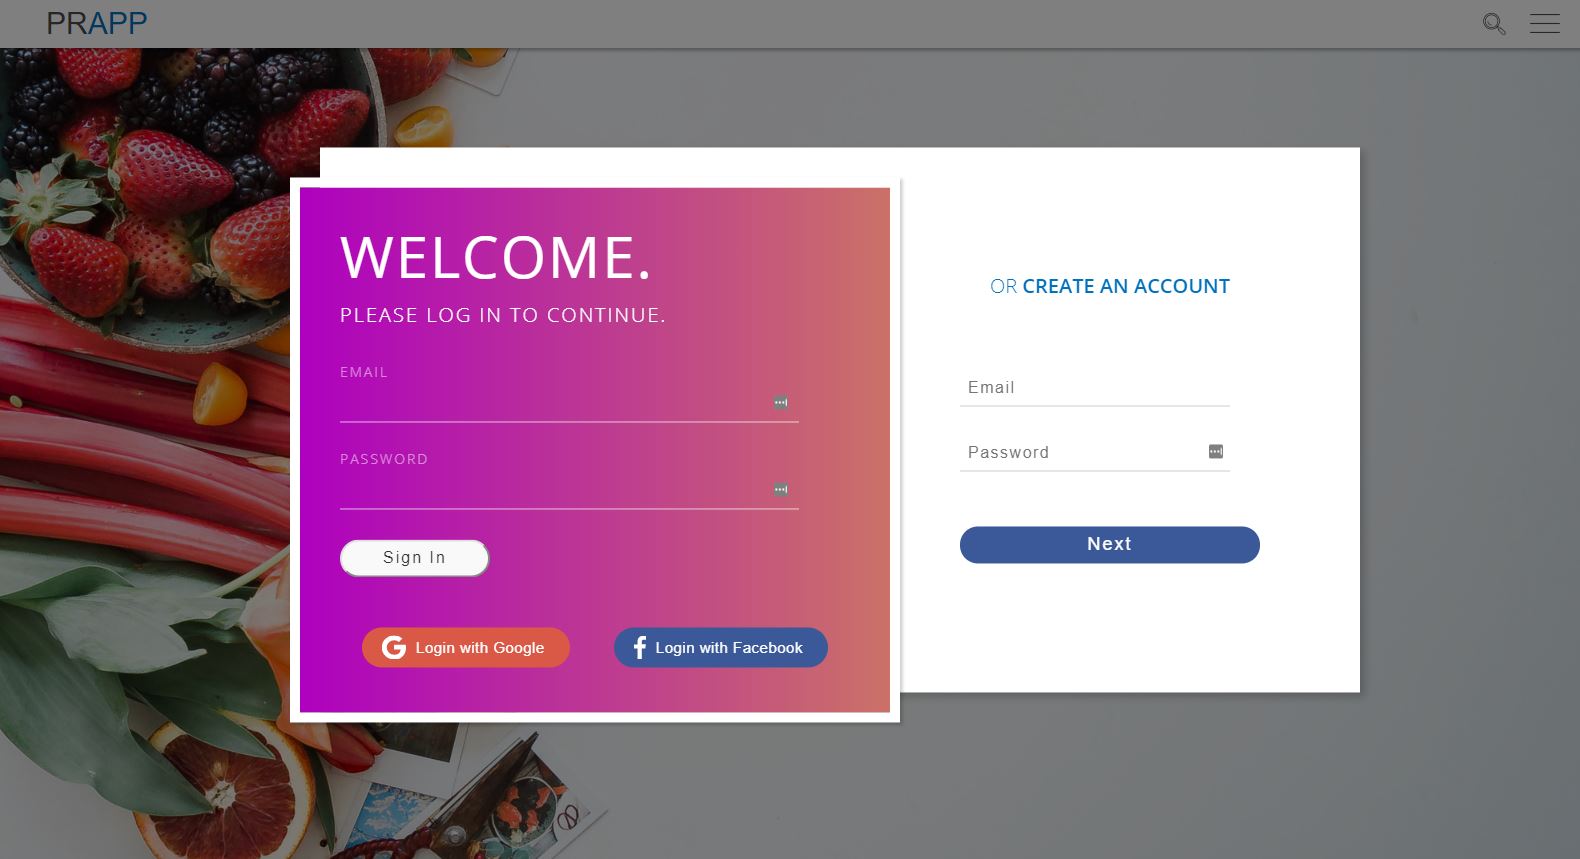 PRAPP
WELCOME.
PLEASE LOG IN TO CONTINUE.
EMAIL
PASSWORD
Sign In
Login with Google
Login with Facebook
OR CREATE AN ACCOUNT
Email
Password
Next